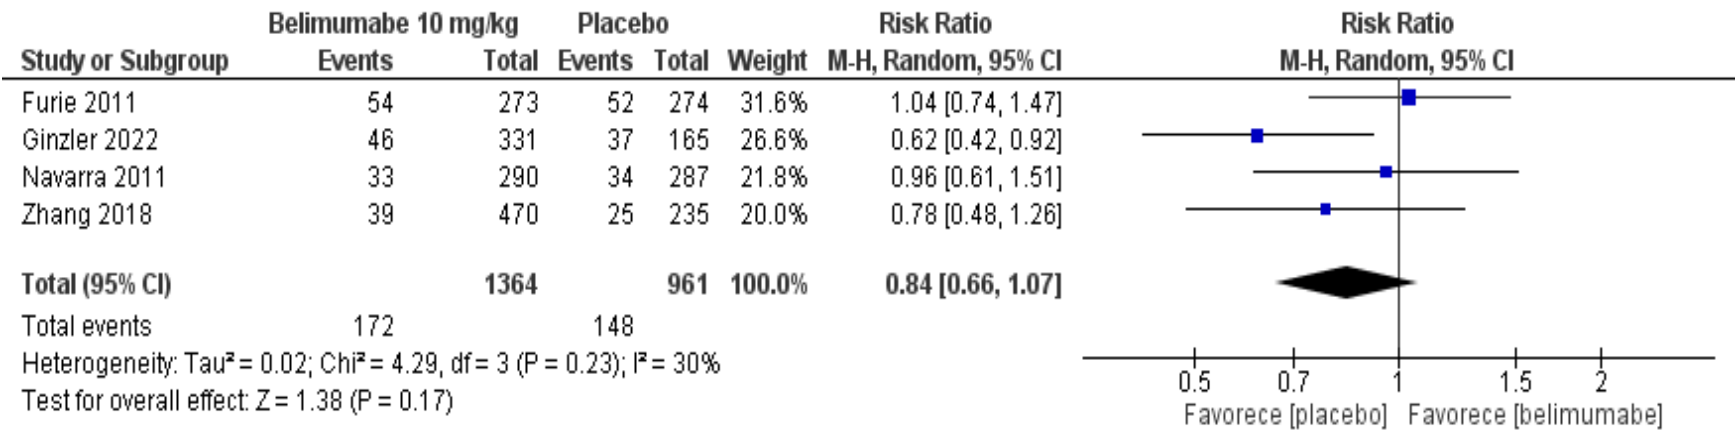 Belimumabe 10 mg/kg Placebo Risk Ratio Risk Ratio
Study or Subgroup Events Total Events Total Weight M-H, Random, 95% CI M-H, Random, 95% CI
Furie 2011 54 273 52 274 31.6% 1.04 [0.74, 1.47]
Ginzler 2022 46 331 37 165 26.6% 0.62 [0.42, 0.92]
Navarra 2011 33 290 34 287 21.8% 0.96 [0.61, 1.51]
Zhang 2018 39 470 25 235 20.0% 0.78 [0.48, 1.26]
Total (95% CI) 1364 961 100.0% 0.84 [0.66, 1.07]
Total events 172 148
Heterogeneity: Tau² = 0.02; Chi² = 4.29, df = 3 (P = 0.23); I² = 30%
Test for overall effect: Z = 1.38 (P = 0.17)
0.5 0.7 1 1.5 2
Favorece [placebo] Favorece [belimumabe]